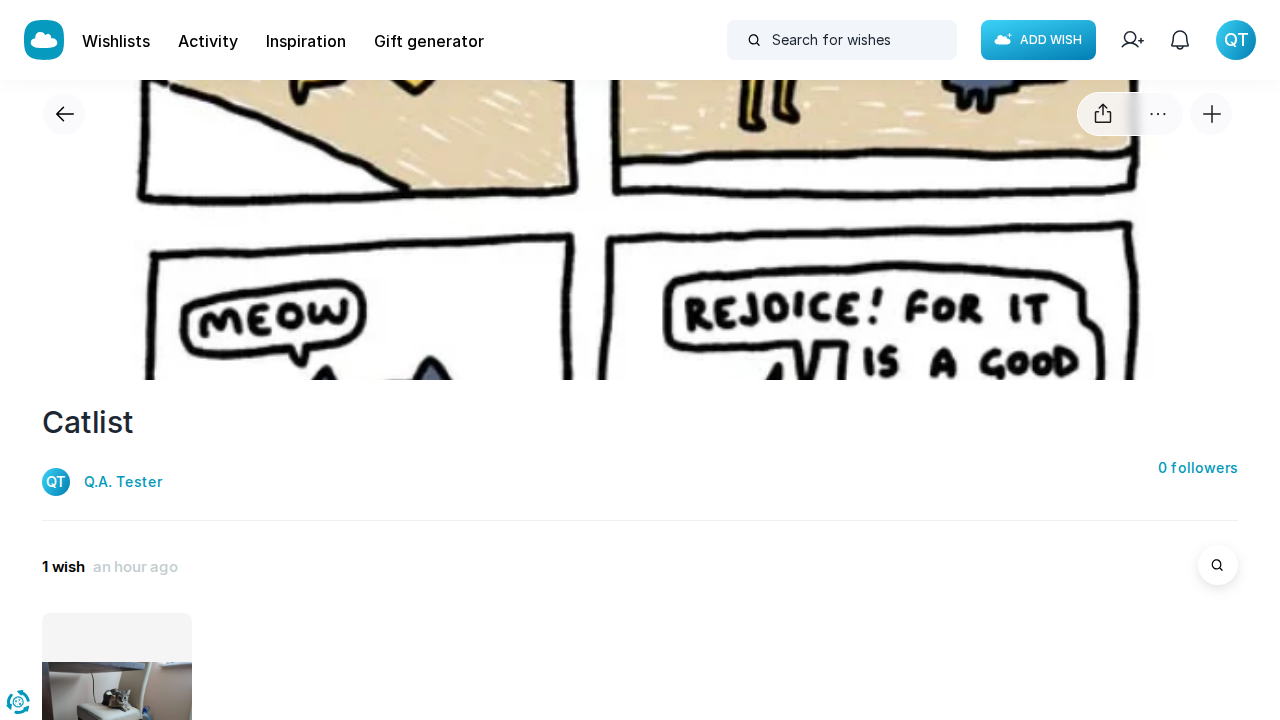 Wishlists Activity Inspiration Gift generator Search for wishes ADD WISH QT
MEOW
REJOICE! FOR IT
IS A GOOD
Catlist
QT Q.A. Tester
0 followers
1 wish an hour ago